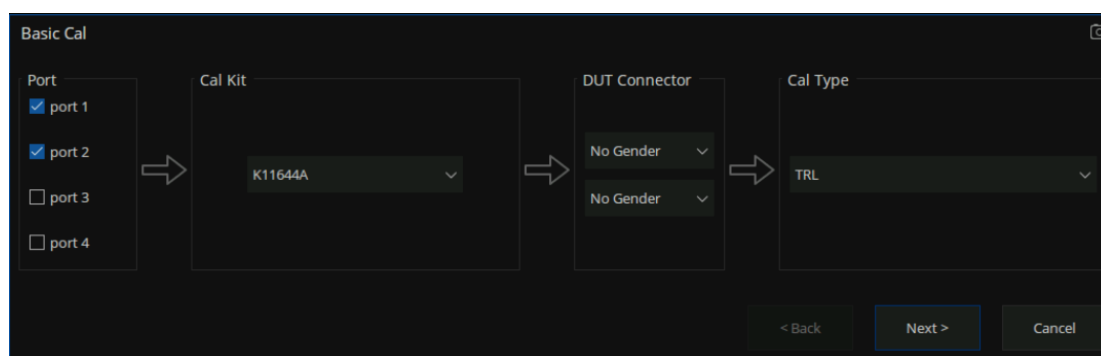 Basic Cal
Port
port 1
port 2
port 3
port 4
Cal Kit
K11644A
DUT Connector
No Gender
No Gender
Cal Type
TRL
< Back
Next >
Cancel